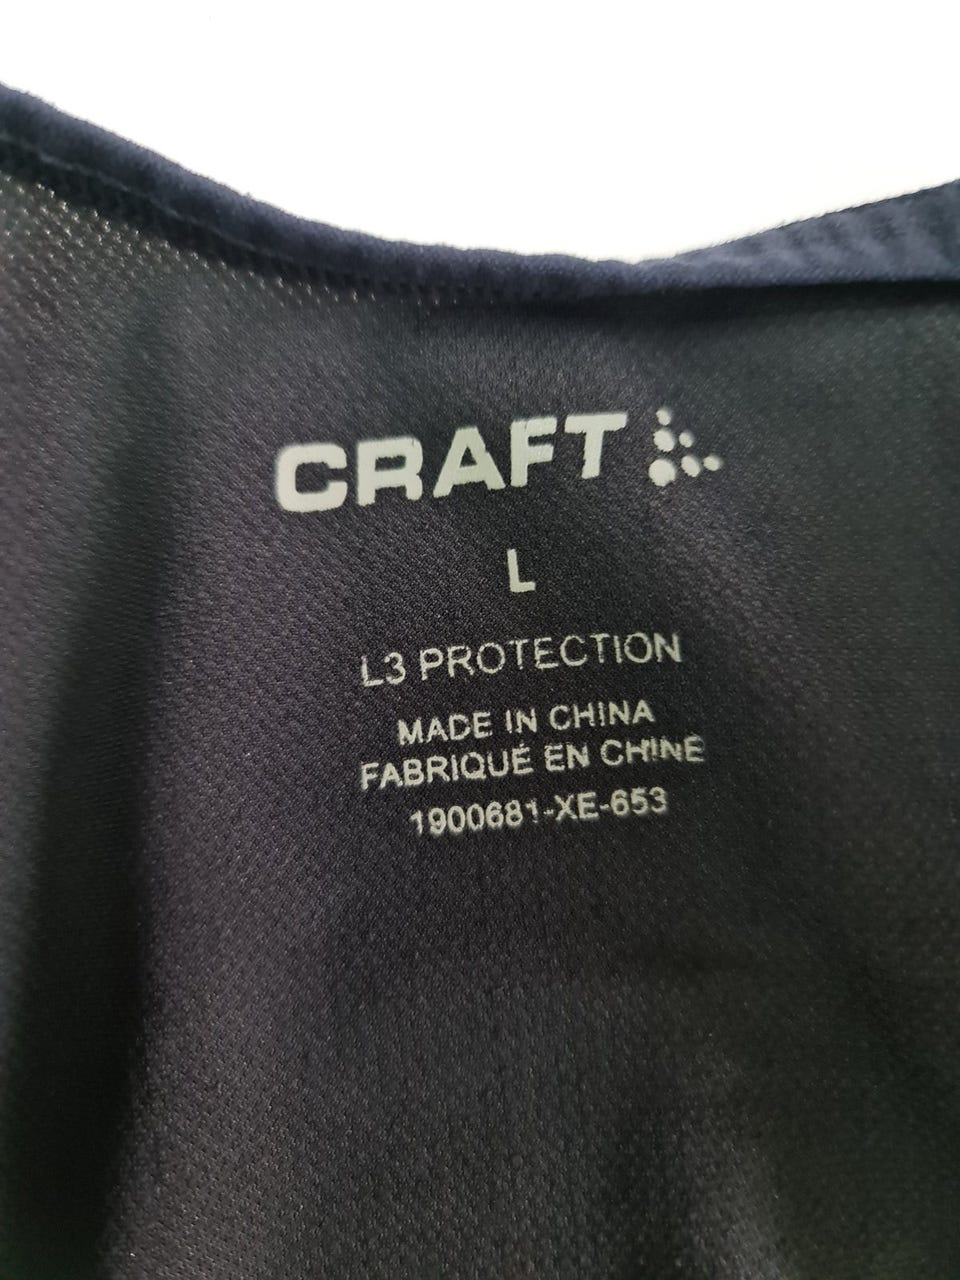 CRAFT
L
L3 PROTECTION
MADE IN CHINA
FABRIQUÉ EN CHINE
1900681-XE-653